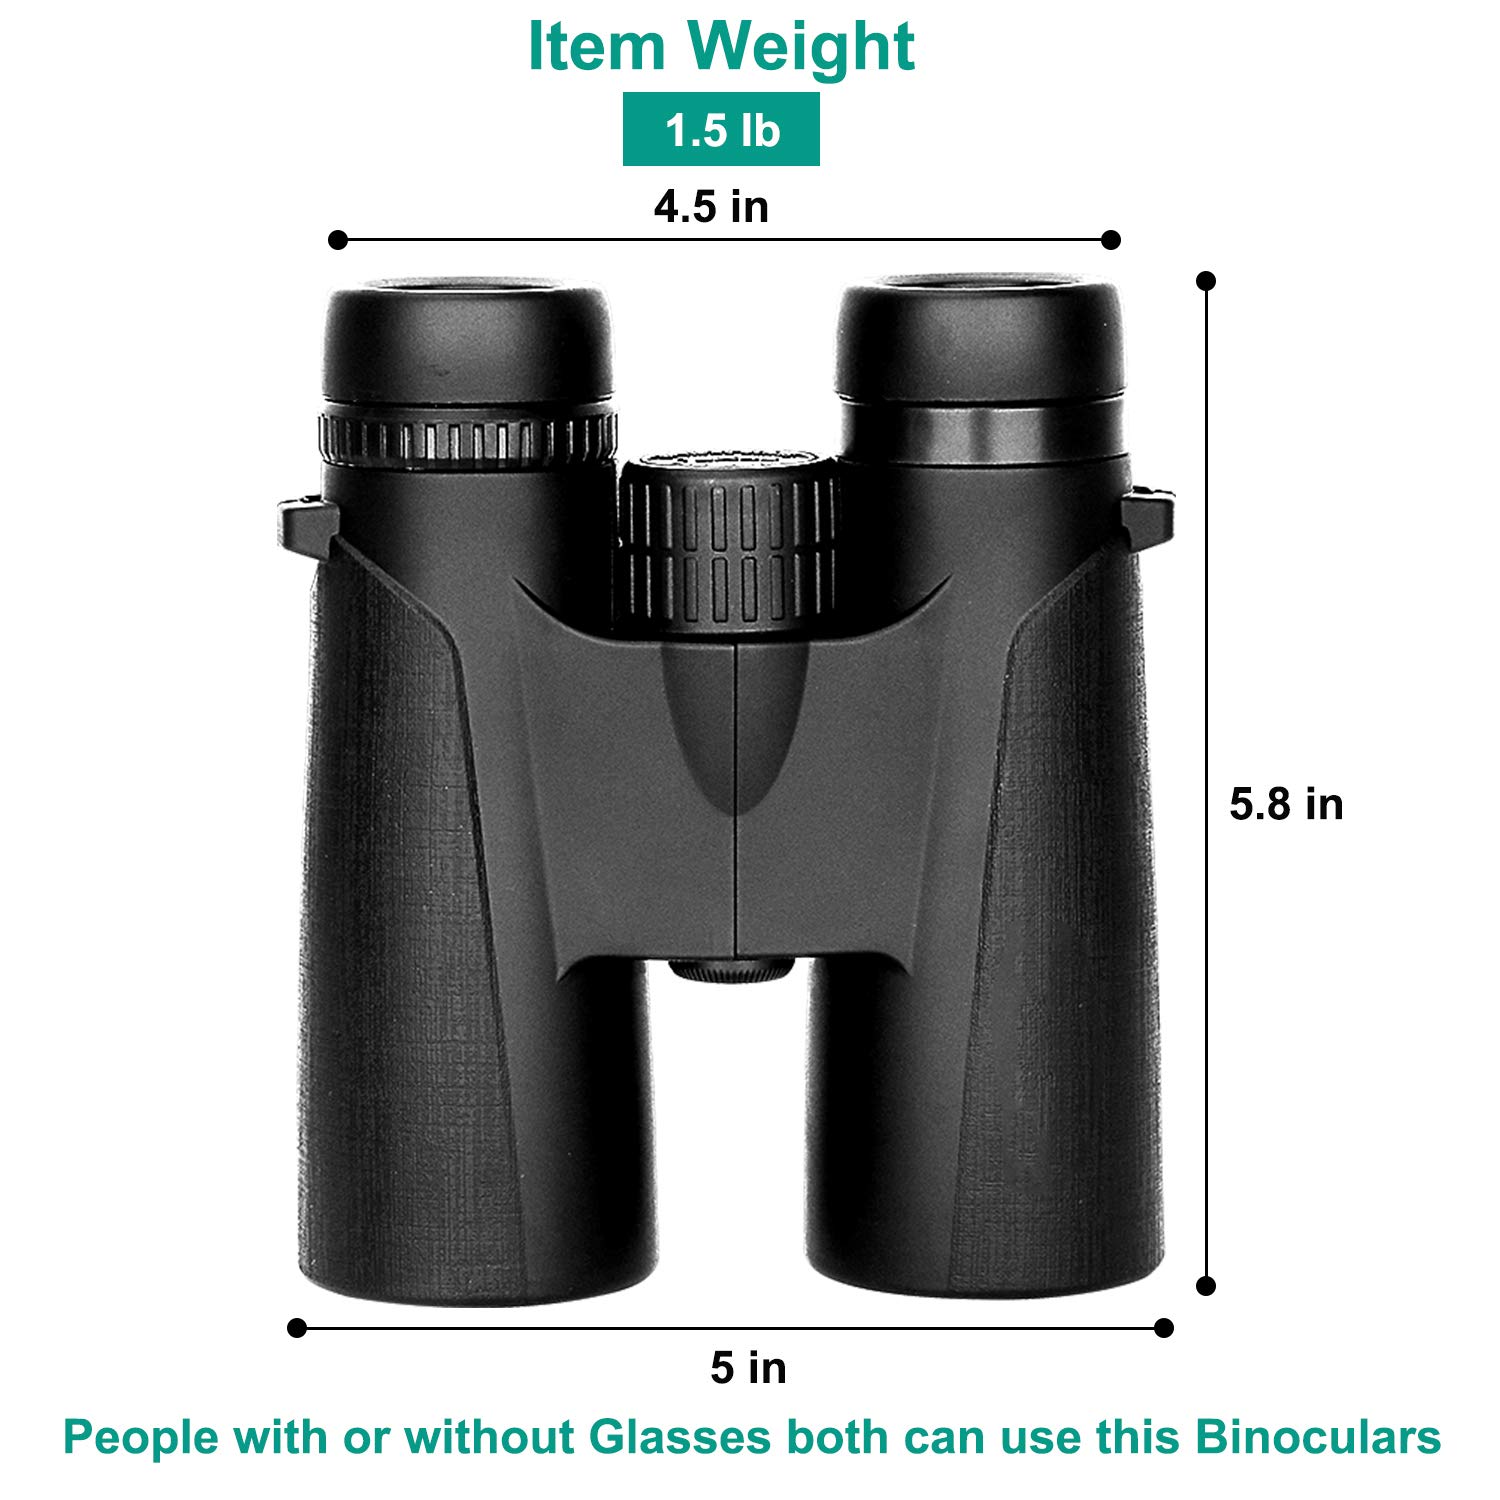 Item Weight
1.5 lb
4.5 in
5.8 in
5 in
People with or without Glasses both can use this Binoculars